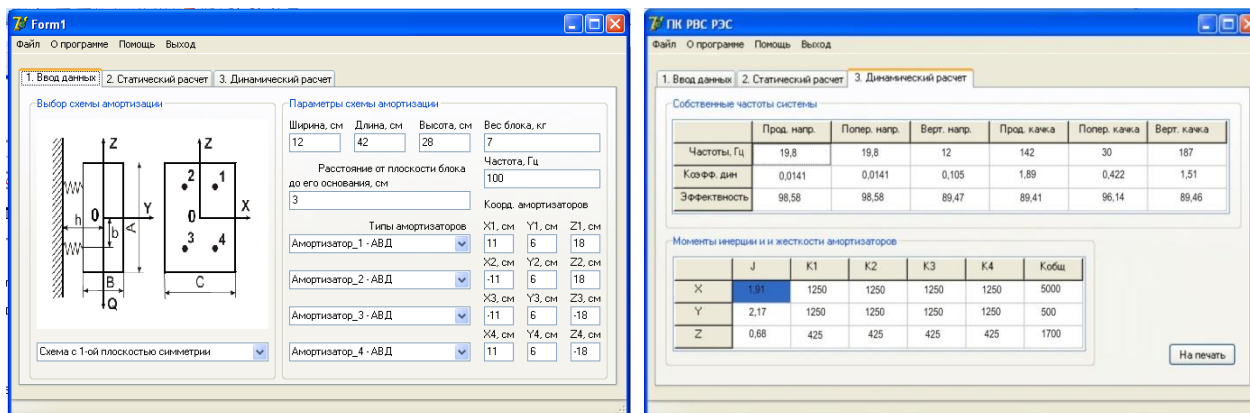 Form1
Файл О програме Помощь Выход
1. Ввод данных 2. Статический расчет 3. Динамический расчет
Выбор схемы амортизации
Z Z
2 1
0 Y 0 X
h b A
3 4
B C
Q
Схема с 1-ой плоскостью симметрии
Параметры схемы амортизации
Ширина, см Длина, см Высота, см Вес блока, кг
12 42 28 7
Расстояние от плоскости блока
до его основания, см
3
Частота, Гц
100
Коорд. амортизаторов
Типы амортизаторов X1, см Y1, см Z1, см
Амортизатор_1 - АВД 11 6 18
X2, см Y2, см Z2, см
Амортизатор_2 - АВД -11 6 18
X3, см Y3, см Z3, см
Амортизатор_3 - АВД -11 6 -18
X4, см Y4, см Z4, см
Амортизатор_4 - АВД 11 6 -18
ПК РВС РЭС
Файл О програме Помощь Выход
1. Ввод данных 2. Статический расчет 3. Динамический расчет
Собственные частоты системы
Прод. напр. Попер. напр. Верт. напр. Прод. качка Попер. качка Верт. качка
Частоты, Гц 19,8 19,8 12 142 30 187
Коэфф. дин 0,0141 0,0141 0,105 1,89 0,422 1,51
Эффектвность 98,58 98,58 89,47 89,41 96,14 89,46
Моменты инерции и и жесткости амортизаторов
J К1 К2 К3 К4 Кобщ
X 1,91 1250 1250 1250 1250 5000
Y 2,17 1250 1250 1250 1250 500
Z 0,68 425 425 425 425 1700
На печать